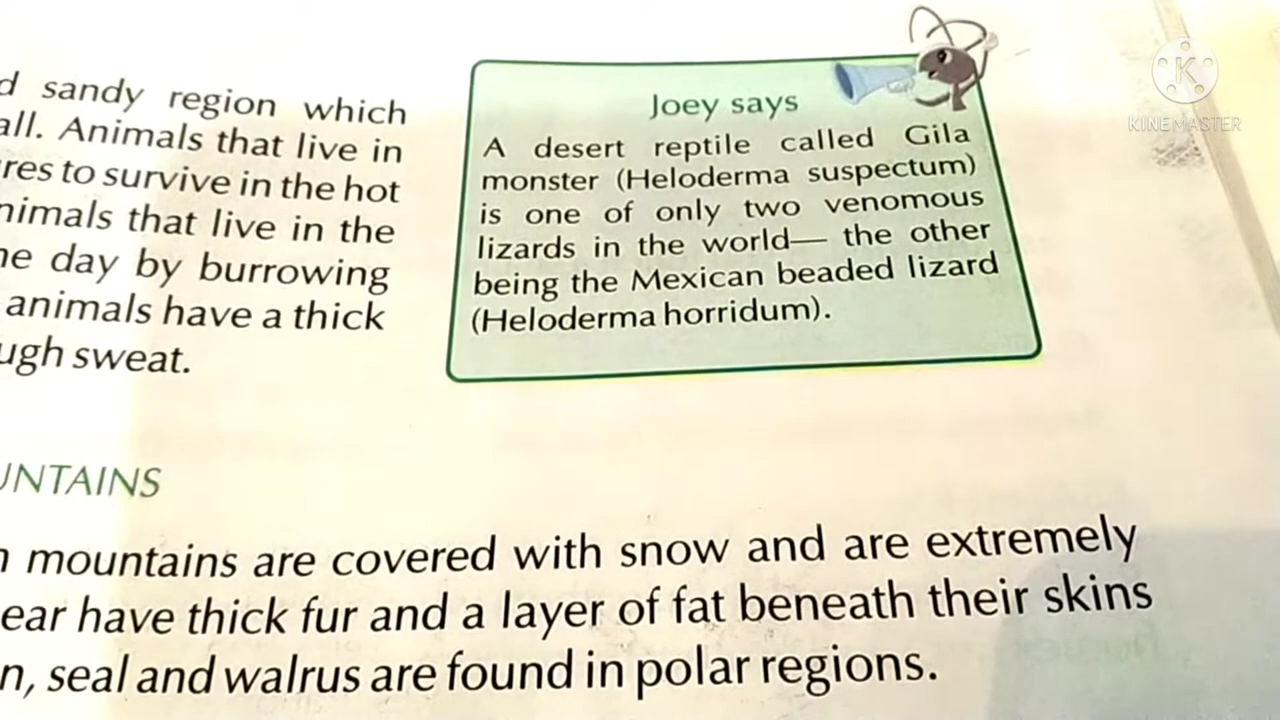 d sandy region which
all. Animals that live in
res to survive in the hot
nimals that live in the
ne day by burrowing
animals have a thick
ugh sweat.
Joey says
A desert reptile called Gila
monster (Heloderma suspectum)
is one of only two venomous
lizards in the world— the other
being the Mexican beaded lizard
(Heloderma horridum).
UNTAINS
n mountains are covered with snow and are extremely
ear have thick fur and a layer of fat beneath their skins
n, seal and walrus are found in polar regions.
K
KINEMASTER